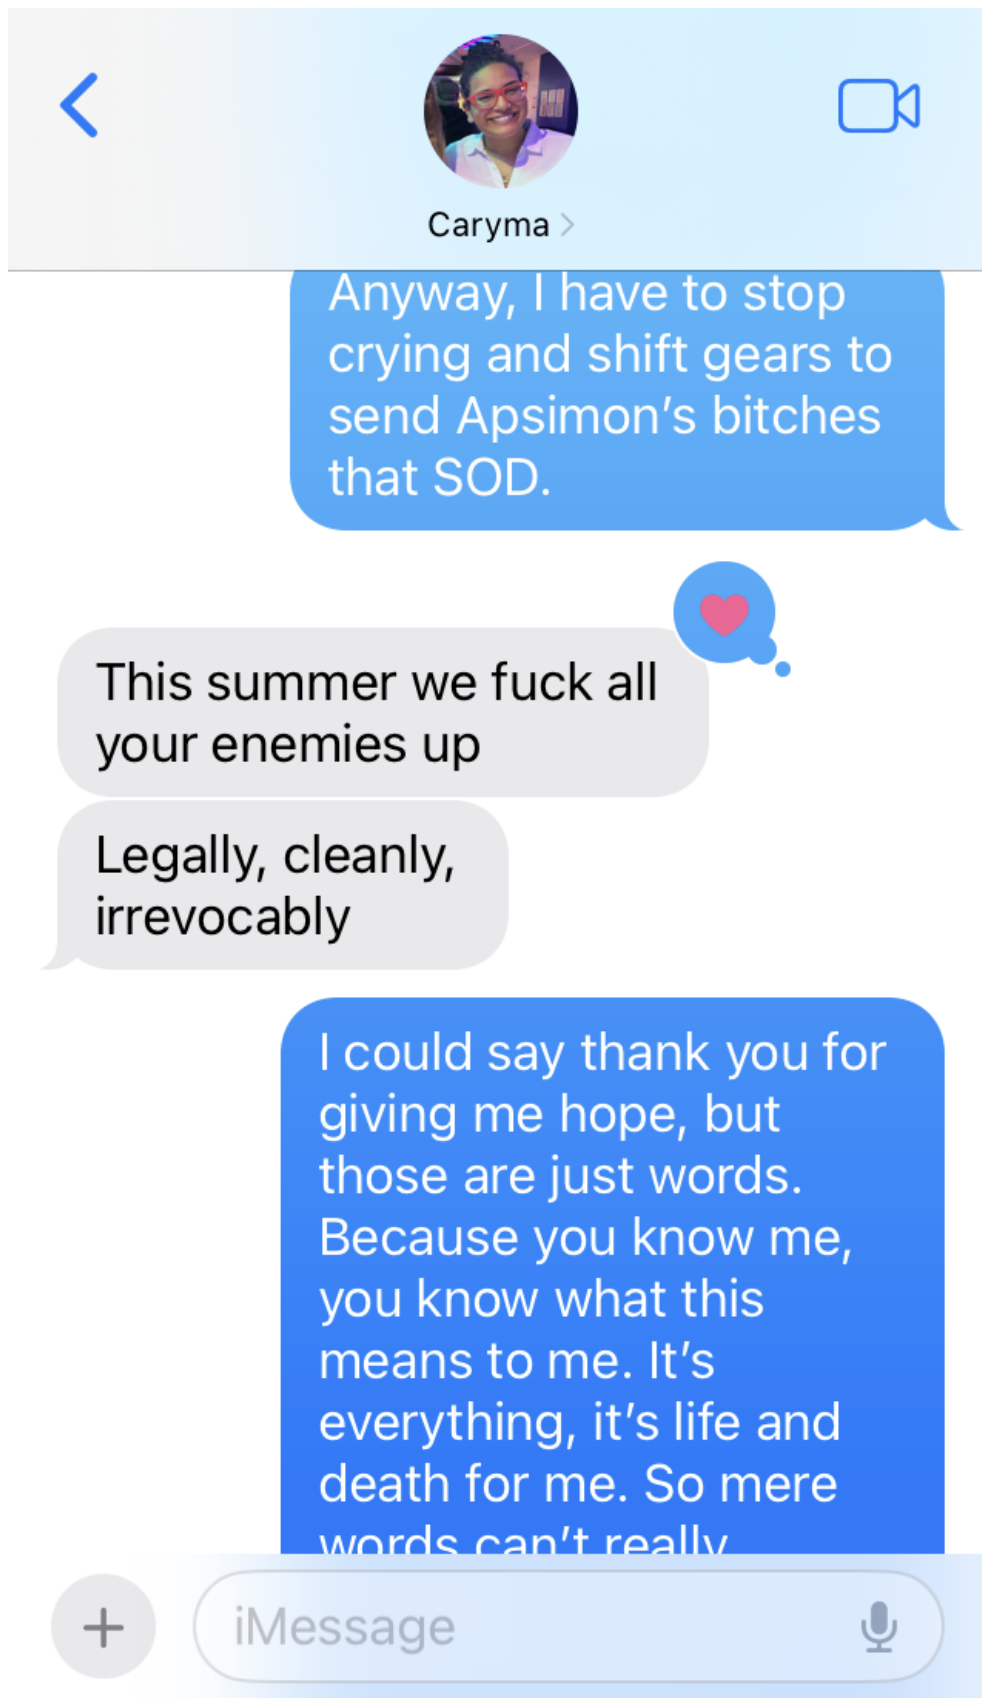 Caryma
Anyway, I have to stop
crying and shift gears to
send Apsimon’s bitches
that SOD.
This summer we fuck all
your enemies up
Legally, cleanly,
irrevocably
I could say thank you for
giving me hope, but
those are just words.
Because you know me,
you know what this
means to me. It’s
everything, it’s life and
death for me. So mere
words can’t really
iMessage